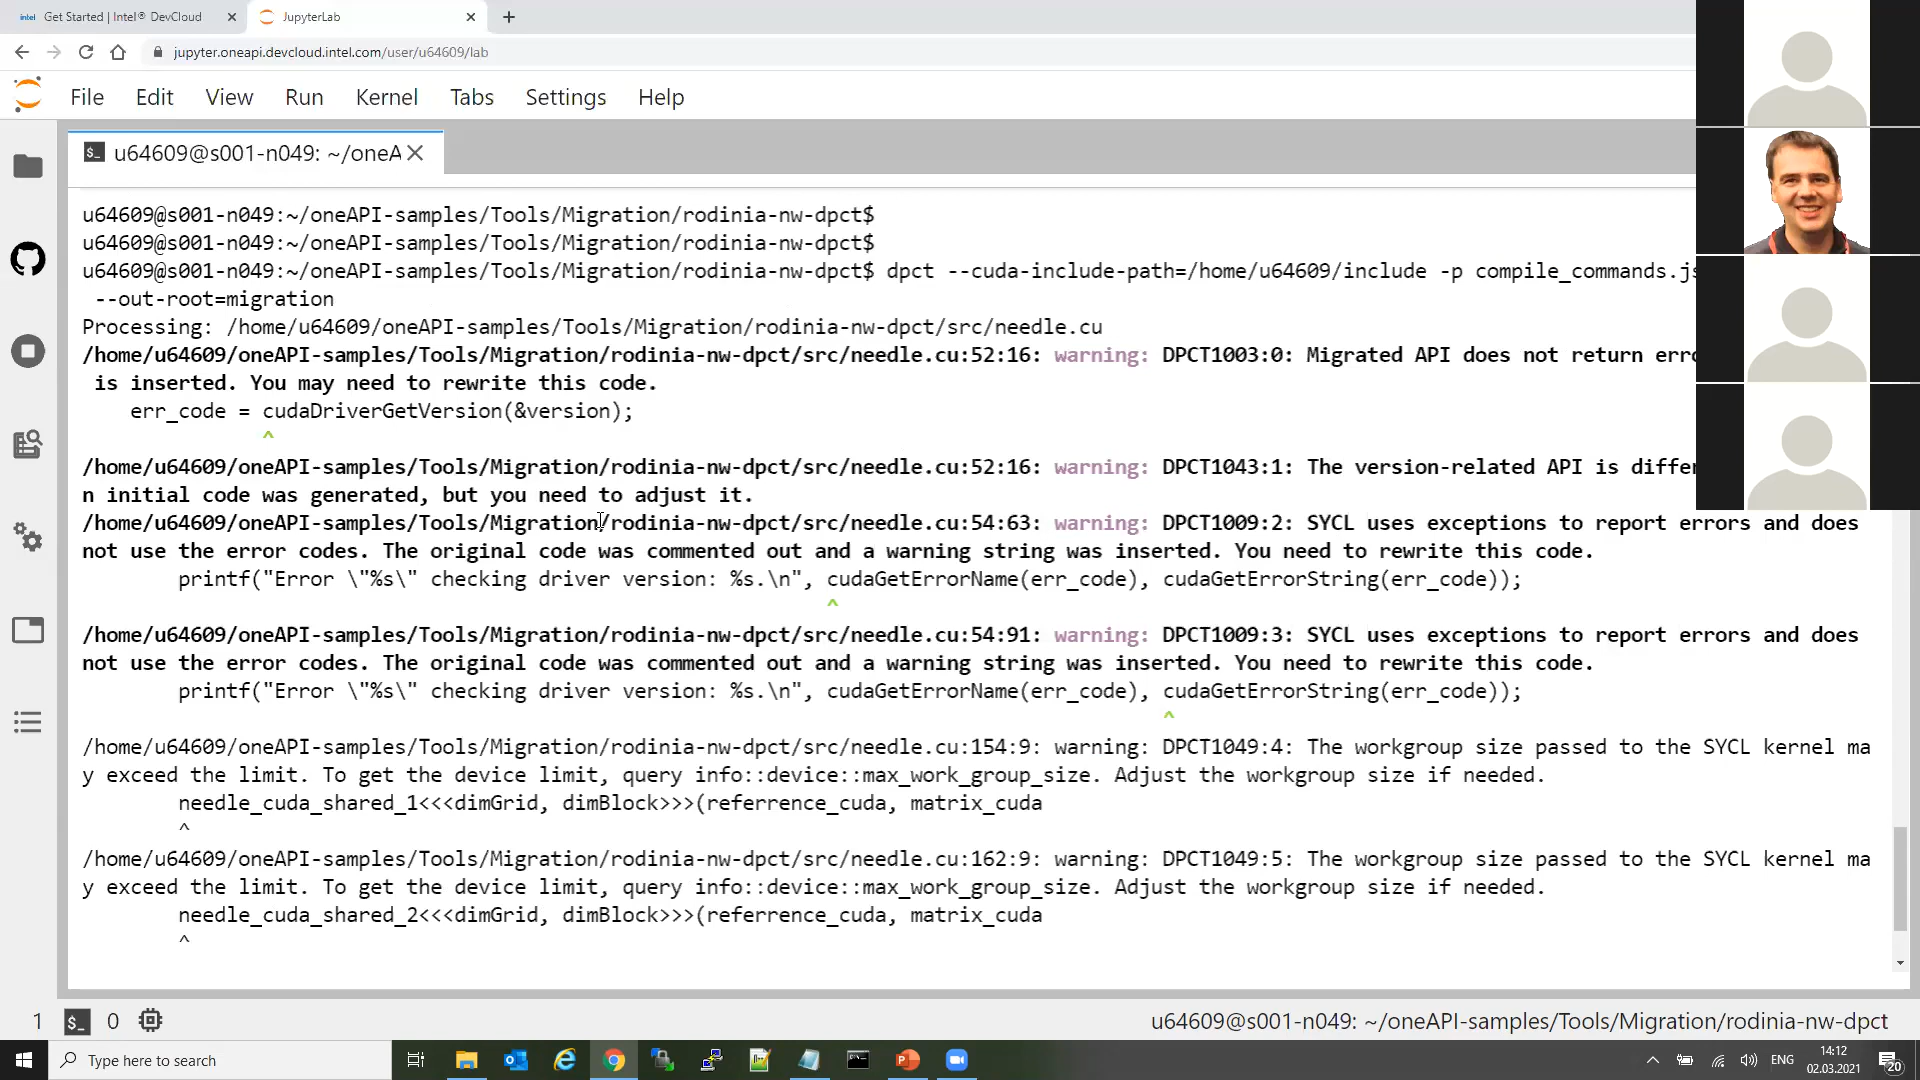 intel Get Started | Intel® DevCloud
JupyterLab
jupyter.oneapi.devcloud.intel.com/user/u64609/lab
File Edit View Run Kernel Tabs Settings Help
u64609@s001-n049: ~/oneA
u64609@s001-n049:~/oneAPI-samples/Tools/Migration/rodinia-nw-dpct$
u64609@s001-n049:~/oneAPI-samples/Tools/Migration/rodinia-nw-dpct$
u64609@s001-n049:~/oneAPI-samples/Tools/Migration/rodinia-nw-dpct$ dpct --cuda-include-path=/home/u64609/include -p compile_commands.js
--out-root=migration
Processing: /home/u64609/oneAPI-samples/Tools/Migration/rodinia-nw-dpct/src/needle.cu
/home/u64609/oneAPI-samples/Tools/Migration/rodinia-nw-dpct/src/needle.cu:52:16: warning: DPCT1003:0: Migrated API does not return erro
is inserted. You may need to rewrite this code.
err_code = cudaDriverGetVersion(&version);
^
/home/u64609/oneAPI-samples/Tools/Migration/rodinia-nw-dpct/src/needle.cu:52:16: warning: DPCT1043:1: The version-related API is differ
n initial code was generated, but you need to adjust it.
/home/u64609/oneAPI-samples/Tools/Migration/rodinia-nw-dpct/src/needle.cu:54:63: warning: DPCT1009:2: SYCL uses exceptions to report errors and does
not use the error codes. The original code was commented out and a warning string was inserted. You need to rewrite this code.
printf("Error \"%s\" checking driver version: %s.\n", cudaGetErrorName(err_code), cudaGetErrorString(err_code));
^
/home/u64609/oneAPI-samples/Tools/Migration/rodinia-nw-dpct/src/needle.cu:54:91: warning: DPCT1009:3: SYCL uses exceptions to report errors and does
not use the error codes. The original code was commented out and a warning string was inserted. You need to rewrite this code.
printf("Error \"%s\" checking driver version: %s.\n", cudaGetErrorName(err_code), cudaGetErrorString(err_code));
^
/home/u64609/oneAPI-samples/Tools/Migration/rodinia-nw-dpct/src/needle.cu:154:9: warning: DPCT1049:4: The workgroup size passed to the SYCL kernel ma
y exceed the limit. To get the device limit, query info::device::max_work_group_size. Adjust the workgroup size if needed.
needle_cuda_shared_1<<<dimGrid, dimBlock>>>(referrence_cuda, matrix_cuda
^
/home/u64609/oneAPI-samples/Tools/Migration/rodinia-nw-dpct/src/needle.cu:162:9: warning: DPCT1049:5: The workgroup size passed to the SYCL kernel ma
y exceed the limit. To get the device limit, query info::device::max_work_group_size. Adjust the workgroup size if needed.
needle_cuda_shared_2<<<dimGrid, dimBlock>>>(referrence_cuda, matrix_cuda
^
1 $_ 0
u64609@s001-n049: ~/oneAPI-samples/Tools/Migration/rodinia-nw-dpct
Type here to search
ENG
14:12
02.03.2021
20